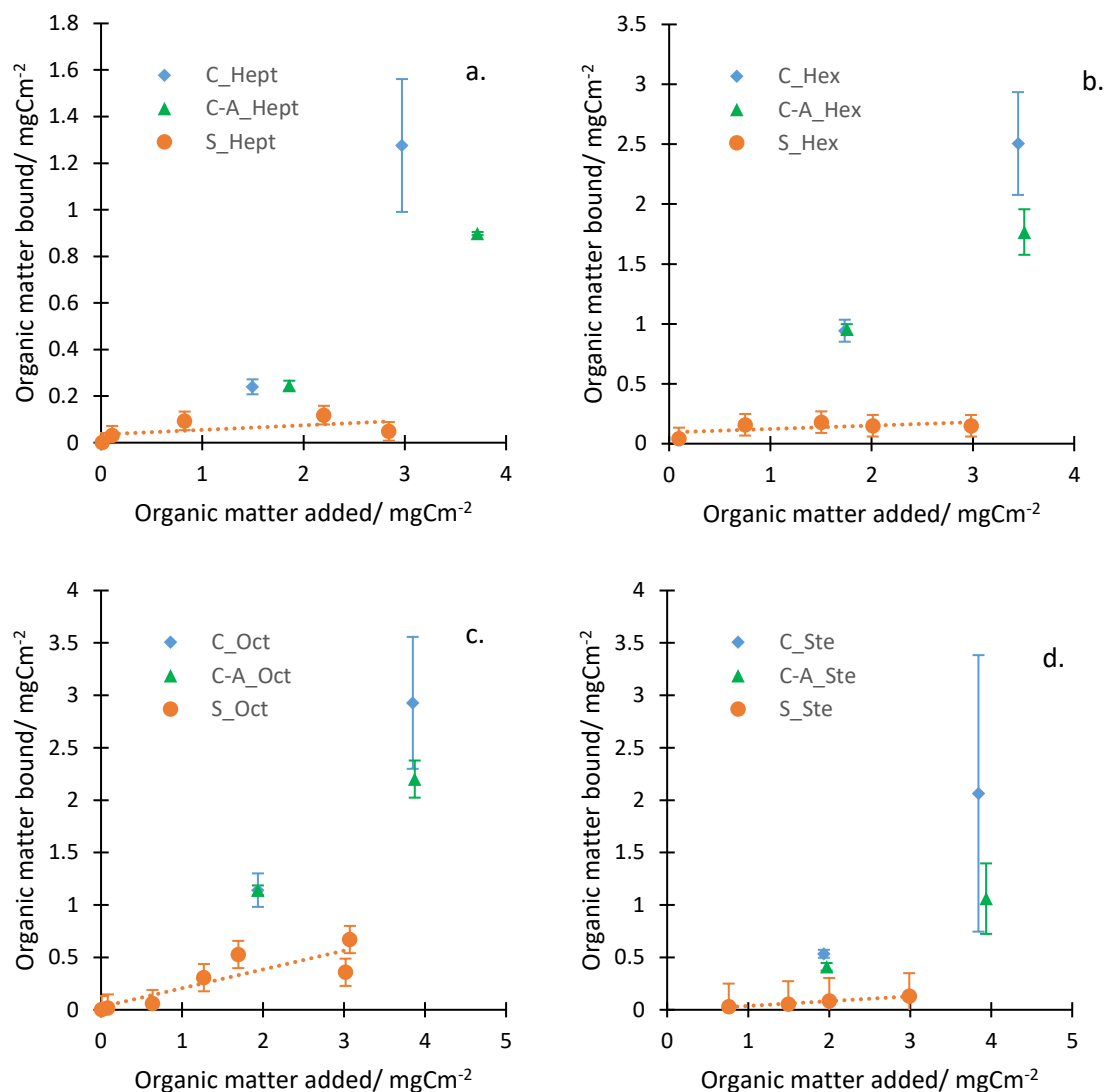 a.
Organic matter bound/ mgCm⁻²
1.8
1.6
1.4
1.2
1
0.8
0.6
0.4
0.2
0
C_Hept
C-A_Hept
S_Hept
0 1 2 3 4
Organic matter added/ mgCm⁻²
b.
Organic matter bound/ mgCm⁻²
3.5
3
2.5
2
1.5
1
0.5
0
C_Hex
C-A_Hex
S_Hex
0 1 2 3 4
Organic matter added/ mgCm⁻²
c.
Organic matter bound/ mgCm⁻²
4
3.5
3
2.5
2
1.5
1
0.5
0
C_Oct
C-A_Oct
S_Oct
0 1 2 3 4 5
Organic matter added/ mgCm⁻²
d.
Organic matter bound/ mgCm⁻²
4
3.5
3
2.5
2
1.5
1
0.5
0
C_Ste
C-A_Ste
S_Ste
0 1 2 3 4 5
Organic matter added/ mgCm⁻²